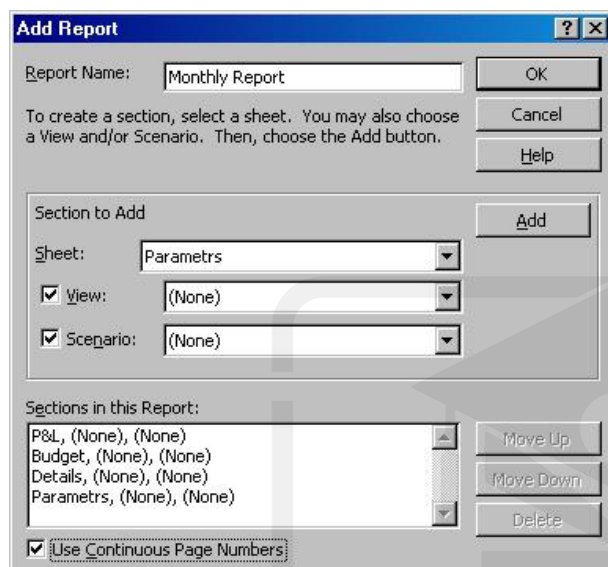 Add Report
Report Name: Monthly Report OK
To create a section, select a sheet. You may also choose
a View and/or Scenario. Then, choose the Add button.
Cancel
Help
Section to Add Add
Sheet: Parametrs
View: (None)
Scenario: (None)
Sections in this Report:
P&L, (None), (None)
Budget, (None), (None)
Details, (None), (None)
Parametrs, (None), (None)
Move Up
Move Down
Delete
Use Continuous Page Numbers